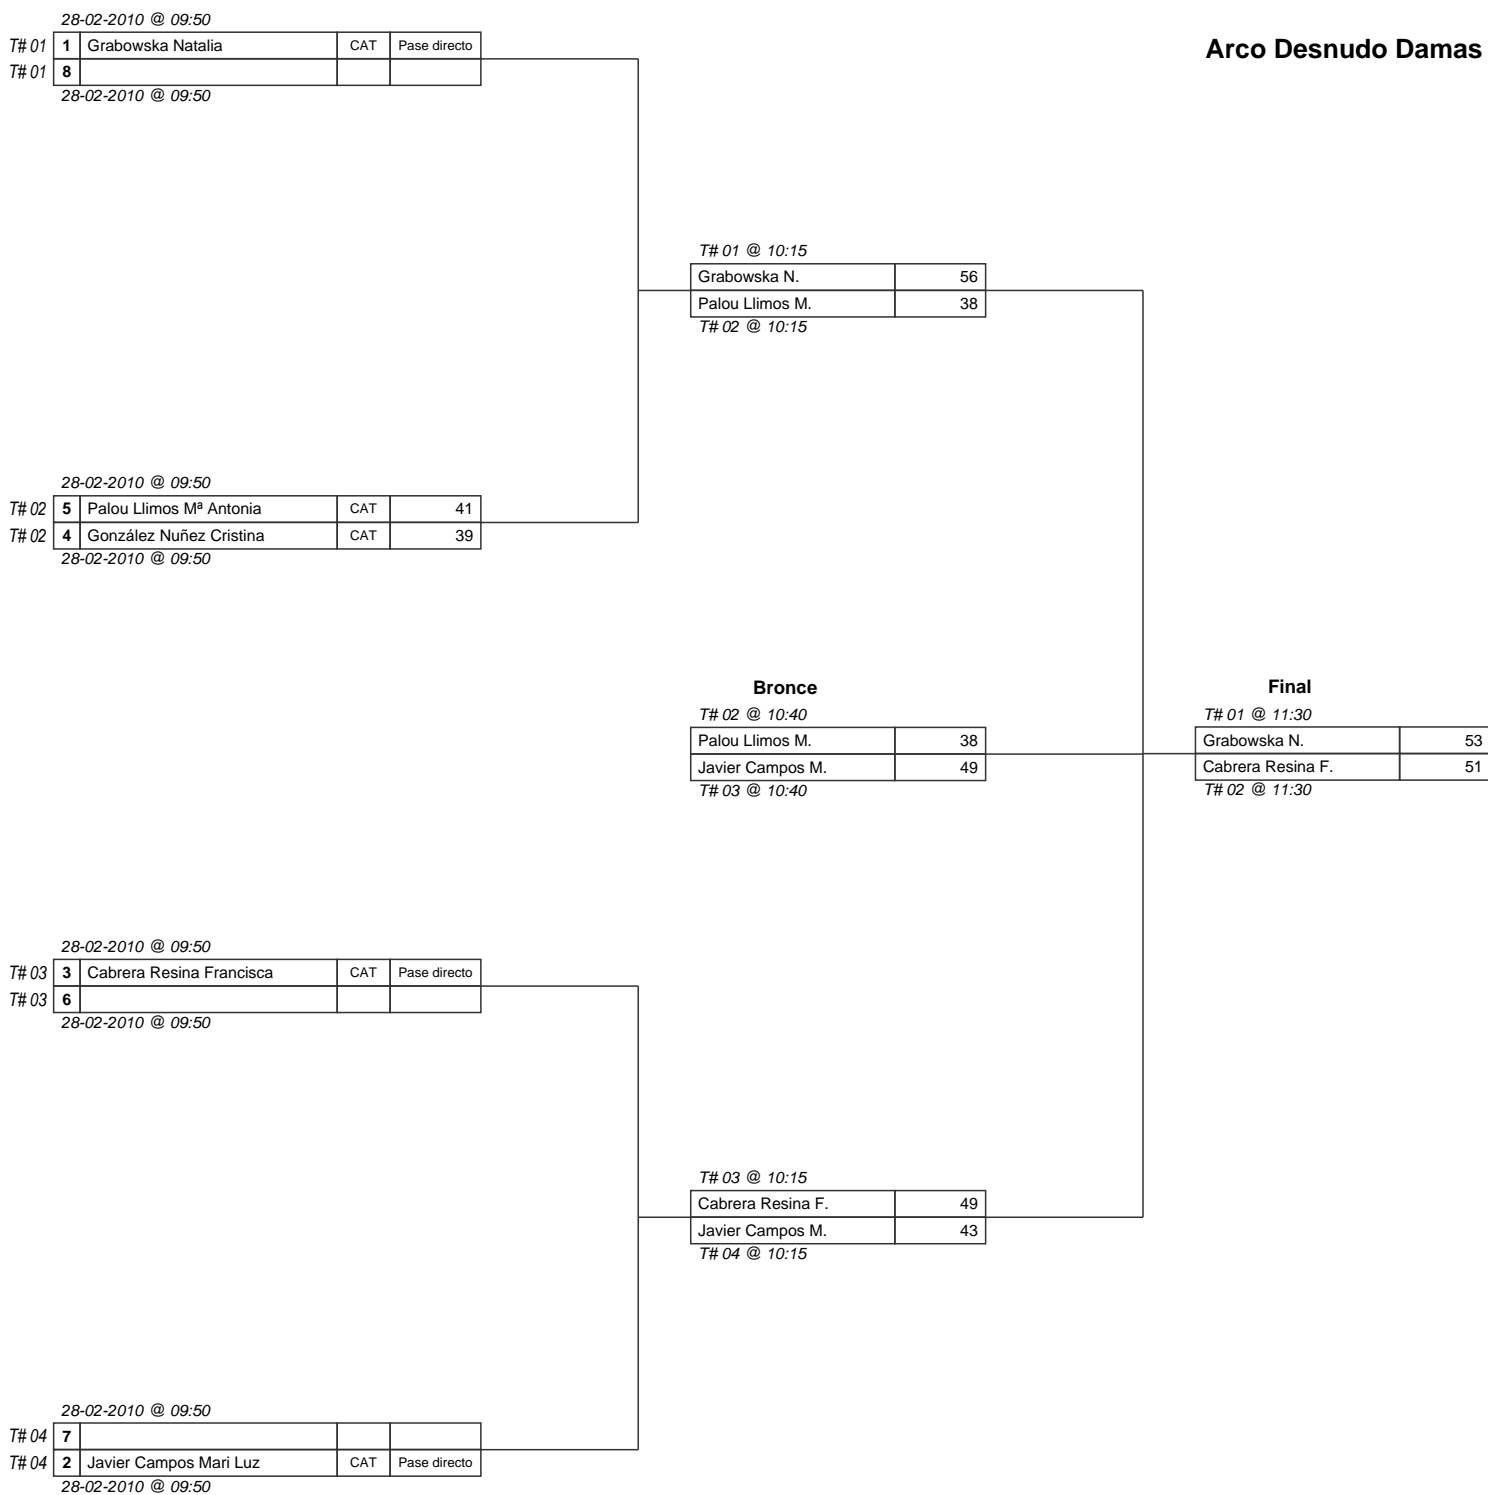 28-02-2010 @ 09:50
T# 01 1 Grabowska Natalia CAT Pase directo
T# 01 8
28-02-2010 @ 09:50
Arco Desnudo Damas
T# 01 @ 10:15
Grabowska N. 56
Palou Llimos M. 38
T# 02 @ 10:15
28-02-2010 @ 09:50
T# 02 5 Palou Llimos Mª Antonia CAT 41
T# 02 4 González Nuñez Cristina CAT 39
28-02-2010 @ 09:50
Bronce
T# 02 @ 10:40
Palou Llimos M. 38
Javier Campos M. 49
T# 03 @ 10:40
Final
T# 01 @ 11:30
Grabowska N. 53
Cabrera Resina F. 51
T# 02 @ 11:30
28-02-2010 @ 09:50
T# 03 3 Cabrera Resina Francisca CAT Pase directo
T# 03 6
28-02-2010 @ 09:50
T# 03 @ 10:15
Cabrera Resina F. 49
Javier Campos M. 43
T# 04 @ 10:15
28-02-2010 @ 09:50
T# 04 7
T# 04 2 Javier Campos Mari Luz CAT Pase directo
28-02-2010 @ 09:50